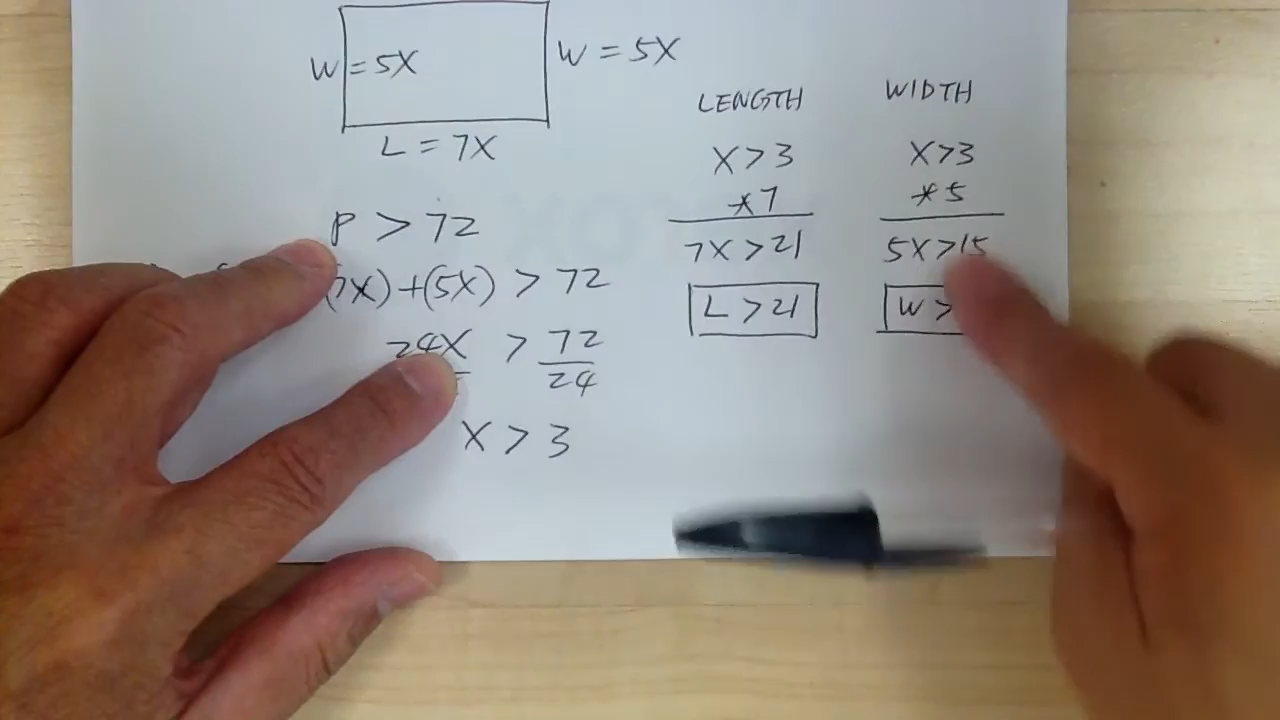 W = 5X
W = 5X
L = 7X
P > 72
(7X) + (5X) > 72
24X > 72
24
X > 3
LENGTH
X > 3
*7
7X > 21
L > 21
WIDTH
X > 3
*5
5X > 15
W >